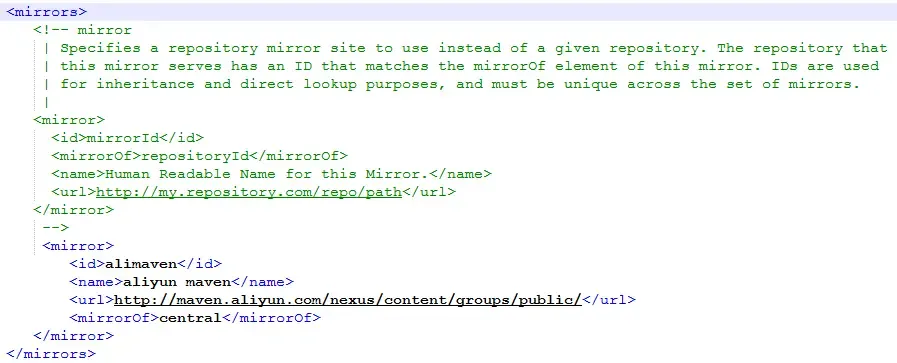 <mirrors>
<!-- mirror
| Specifies a repository mirror site to use instead of a given repository. The repository that
| this mirror serves has an ID that matches the mirrorOf element of this mirror. IDs are used
| for inheritance and direct lookup purposes, and must be unique across the set of mirrors.
|
<mirror>
<id>mirrorId</id>
<mirrorOf>repositoryId</mirrorOf>
<name>Human Readable Name for this Mirror.</name>
<url>http://my.repository.com/repo/path</url>
</mirror>
-->
<mirror>
<id>alimaven</id>
<name>aliyun maven</name>
<url>http://maven.aliyun.com/nexus/content/groups/public/</url>
<mirrorOf>central</mirrorOf>
</mirror>
</mirrors>